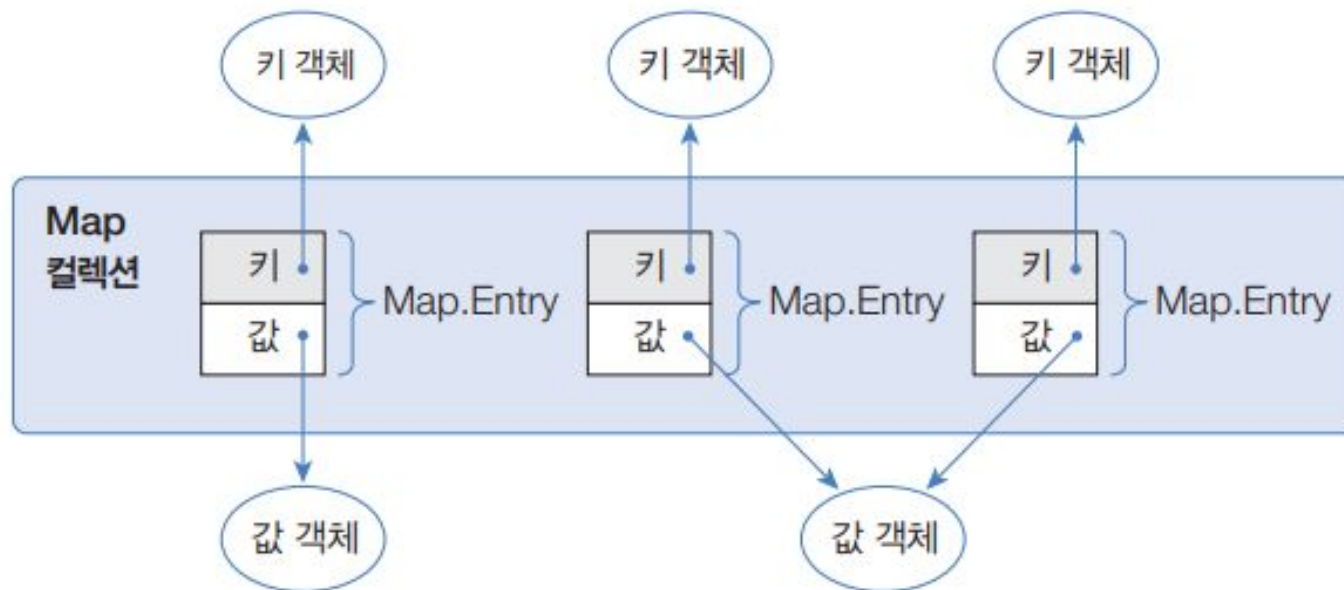 키 객체 키 객체 키 객체
Map
컬렉션
키 키 키
Map.Entry Map.Entry Map.Entry
값 값 값
값 객체 값 객체